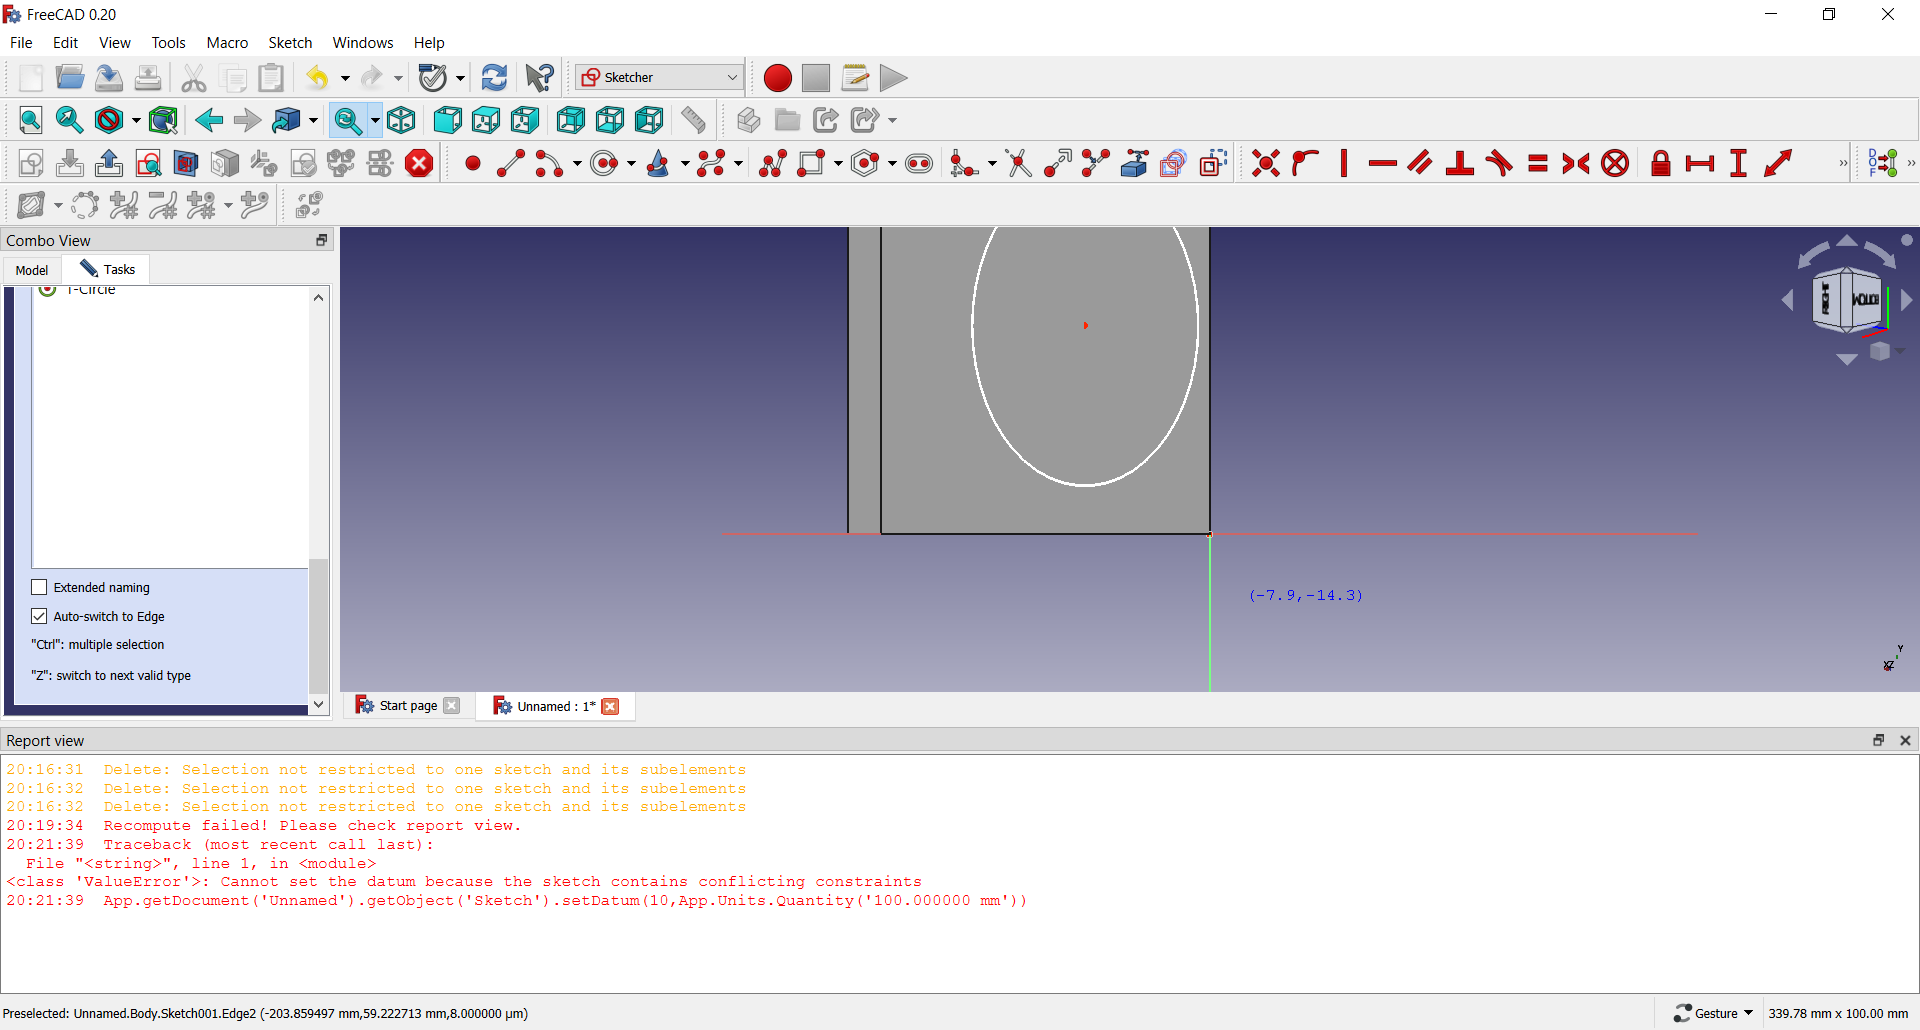 FreeCAD 0.20
File Edit View Tools Macro Sketch Windows Help
Sketcher
Combo View
Model Tasks
1-Circle
Extended naming
Auto-switch to Edge
"Ctrl": multiple selection
"Z": switch to next valid type
RIGHT
BOTTOM
(-7.9,-14.3)
Y
XZ
Start page
Unnamed : 1*
DOF
Report view
20:16:31 Delete: Selection not restricted to one sketch and its subelements
20:16:32 Delete: Selection not restricted to one sketch and its subelements
20:16:32 Delete: Selection not restricted to one sketch and its subelements
20:19:34 Recompute failed! Please check report view.
20:21:39 Traceback (most recent call last):
File "<string>", line 1, in <module>
<class 'ValueError'>: Cannot set the datum because the sketch contains conflicting constraints
20:21:39 App.getDocument('Unnamed').getObject('Sketch').setDatum(10,App.Units.Quantity('100.000000 mm'))
Preselected: Unnamed.Body.Sketch001.Edge2 (-203.859497 mm,59.222713 mm,8.000000 µm)
Gesture
339.78 mm x 100.00 mm